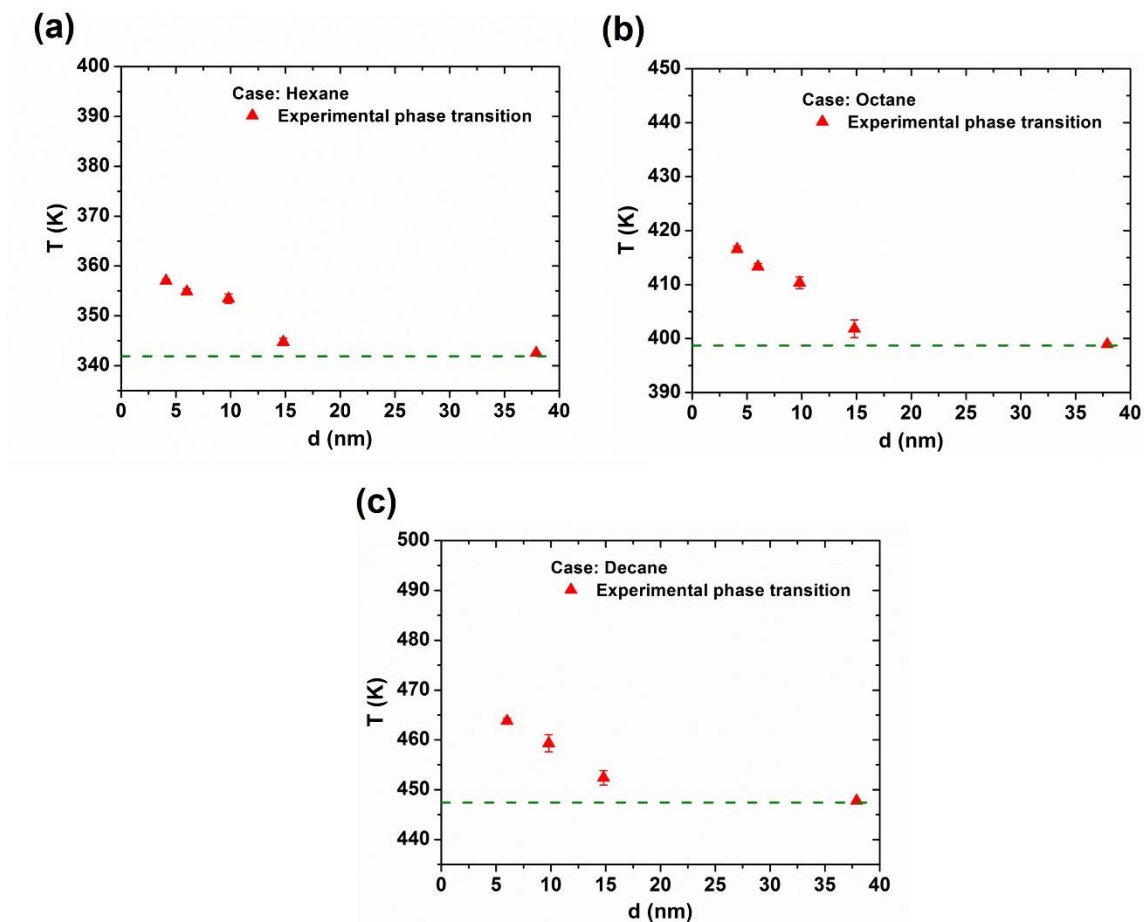 (a)
Case: Hexane
Experimental phase transition
400
390
380
370
360
350
340
T (K)
0 5 10 15 20 25 30 35 40
d (nm)
(b)
Case: Octane
Experimental phase transition
450
440
430
420
410
400
390
T (K)
0 5 10 15 20 25 30 35 40
d (nm)
(c)
Case: Decane
Experimental phase transition
500
490
480
470
460
450
440
T (K)
0 5 10 15 20 25 30 35 40
d (nm)